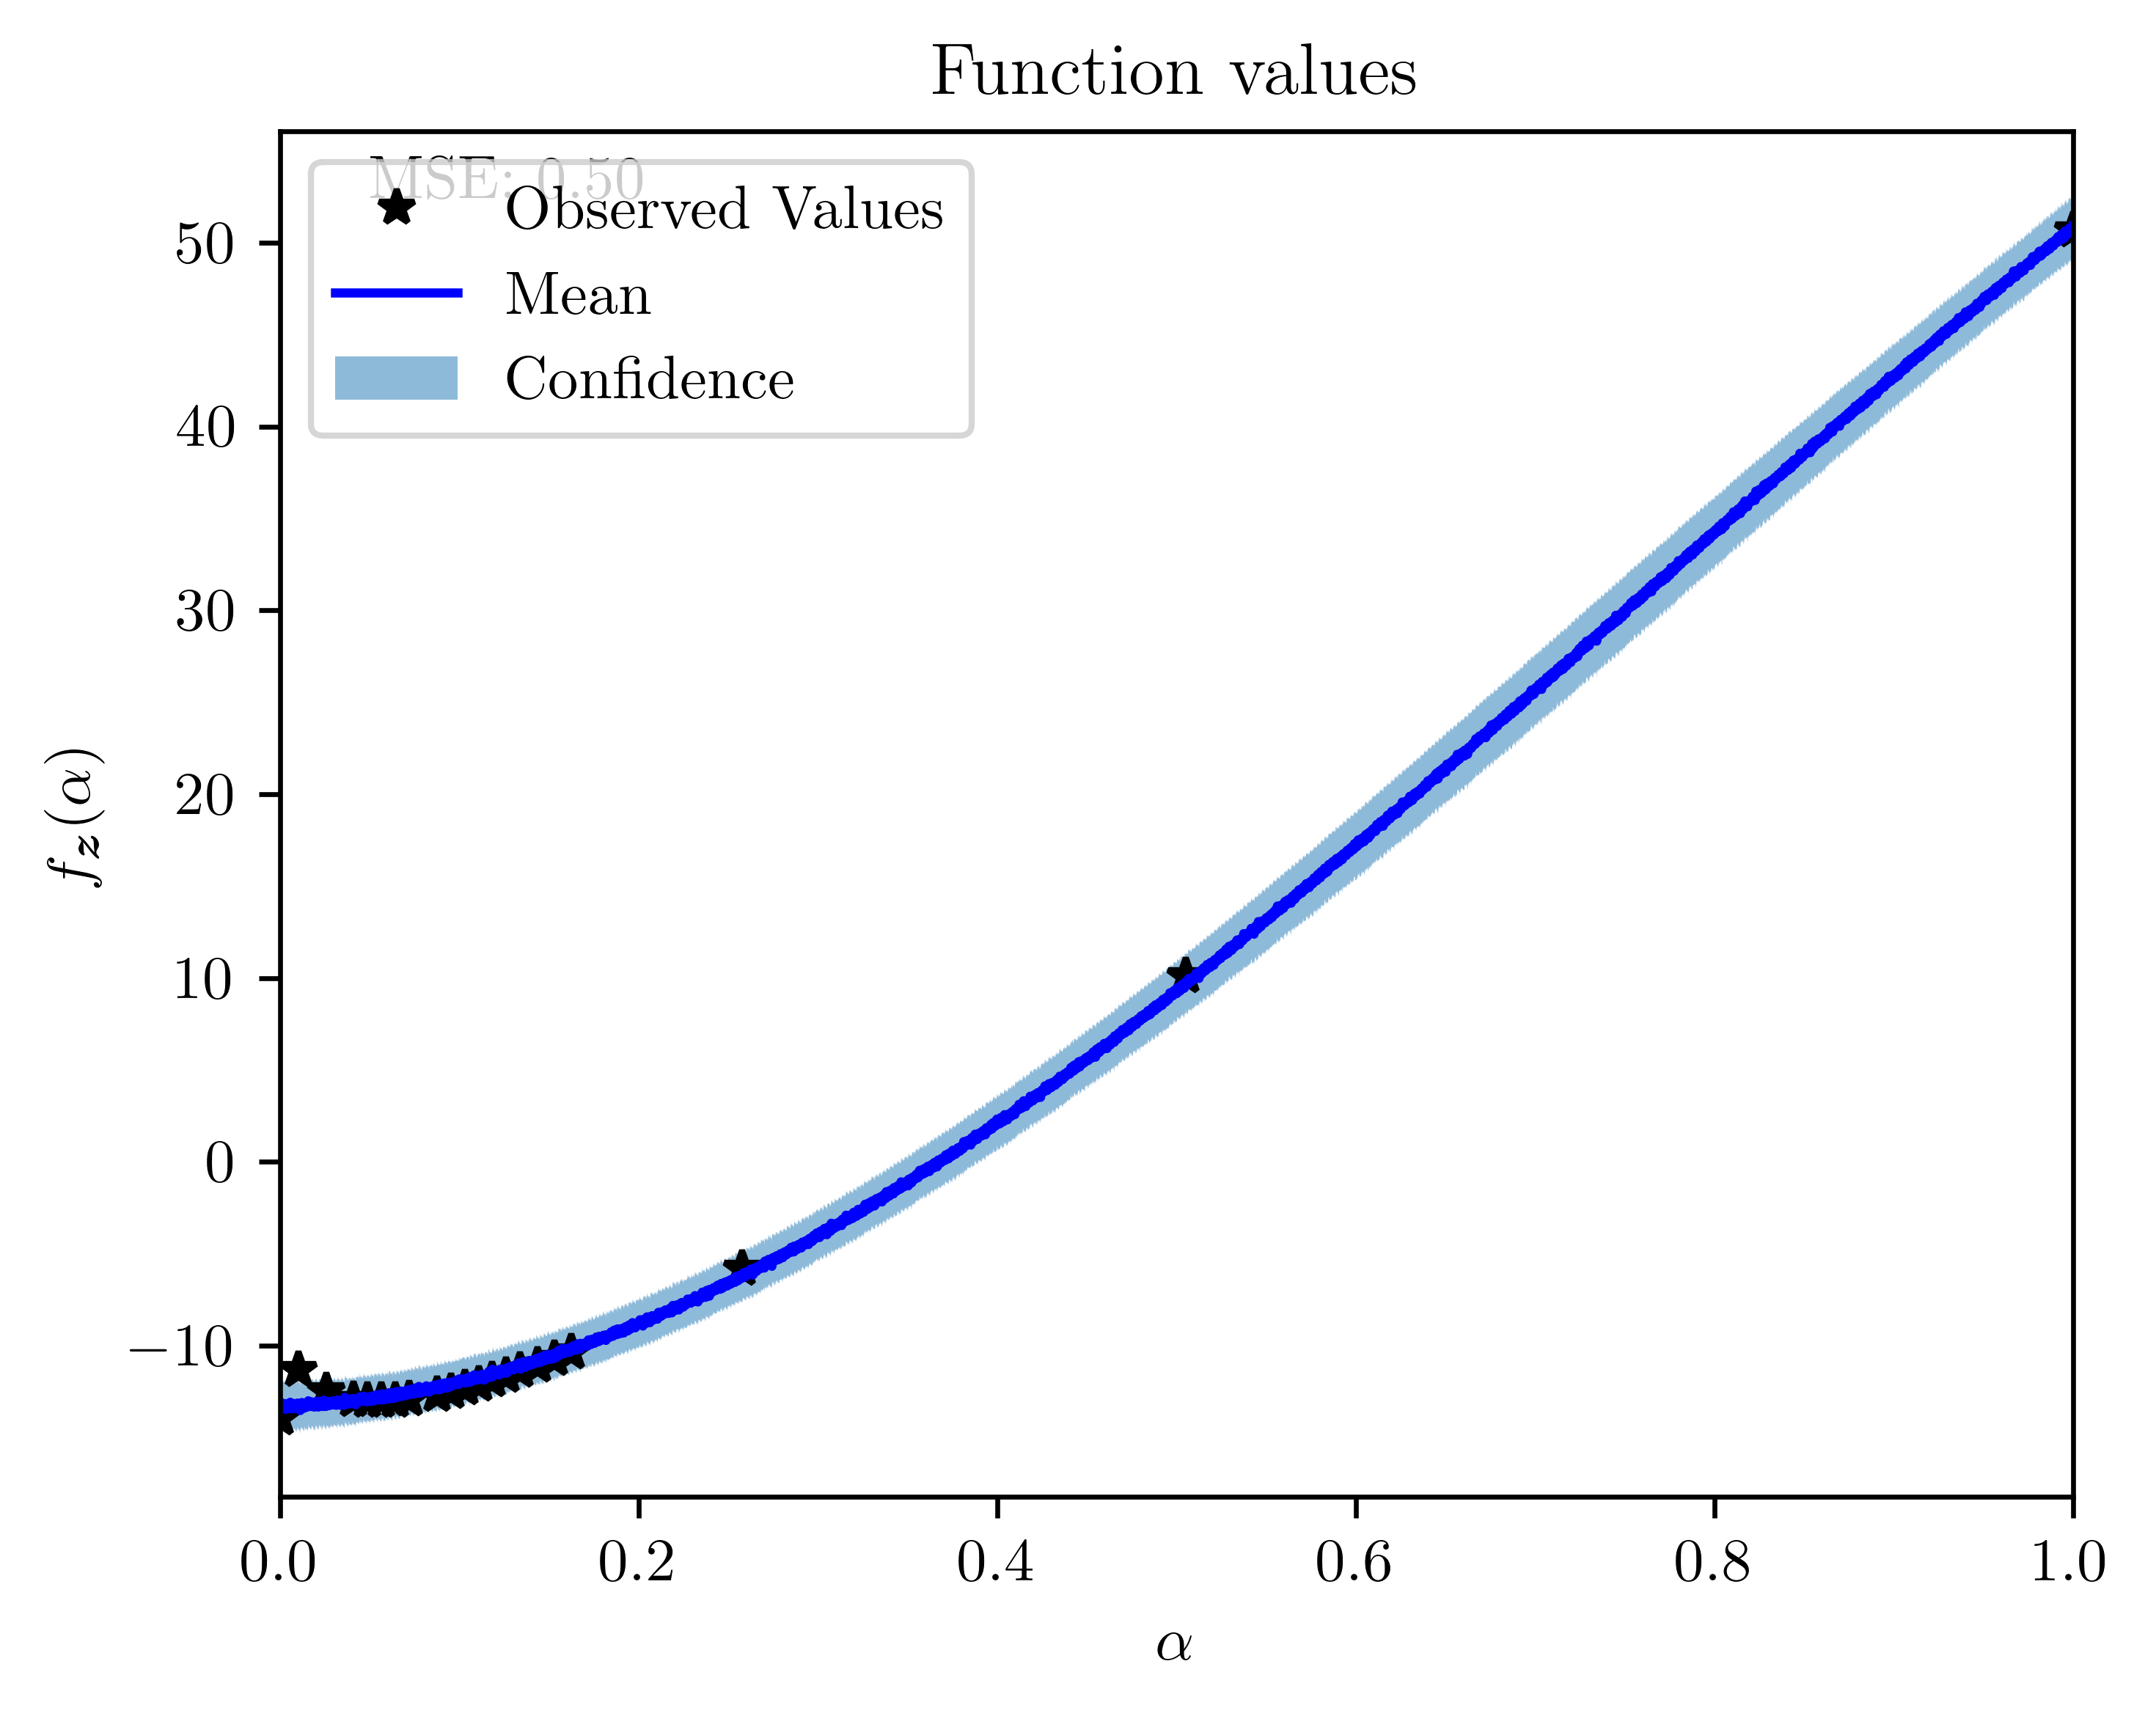 Function values
MSE: 0.50
Observed Values
Mean
Confidence
50
40
30
20
10
0
−10
f_z(α)
0.0 0.2 0.4 0.6 0.8 1.0
α